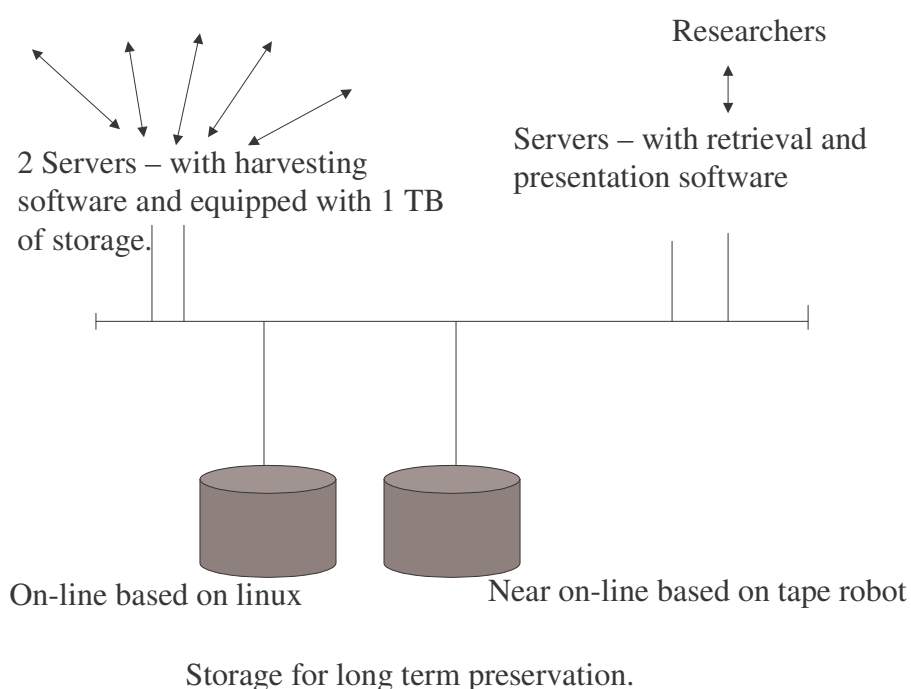 Researchers
2 Servers – with harvesting
software and equipped with 1 TB
of storage.
Servers – with retrieval and
presentation software
On-line based on linux
Near on-line based on tape robot
Storage for long term preservation.